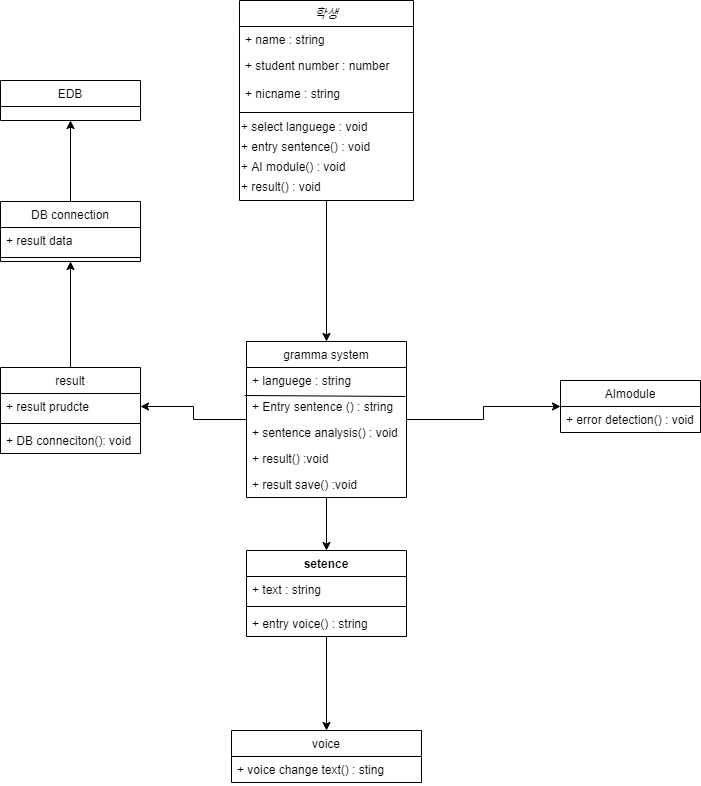 학생
+ name : string
+ student number : number
+ nicname : string
+ select languege : void
+ entry sentence() : void
+ AI module() : void
+ result() : void
EDB
DB connection
+ result data
result
+ result prudcte
+ DB conneciton(): void
gramma system
+ languege : string
+ Entry sentence () : string
+ sentence analysis() : void
+ result() :void
+ result save() :void
AImodule
+ error detection() : void
setence
+ text : string
+ entry voice() : string
voice
+ voice change text() : sting